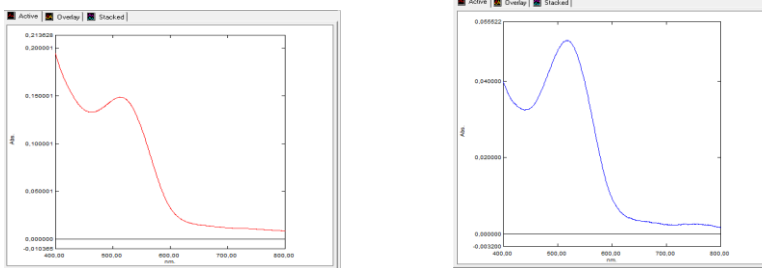 Active Overlay Stacked
0,213628
0,200001
0,150001
0,100001
0,050001
0,000000
-0,010365
Abs.
400,00 500,00 600,00 700,00 800,00
nm.
Active Overlay Stacked
0,055522
0,040000
0,020000
0,000000
-0,003200
Abs.
400,00 500,00 600,00 700,00 800,00
nm.